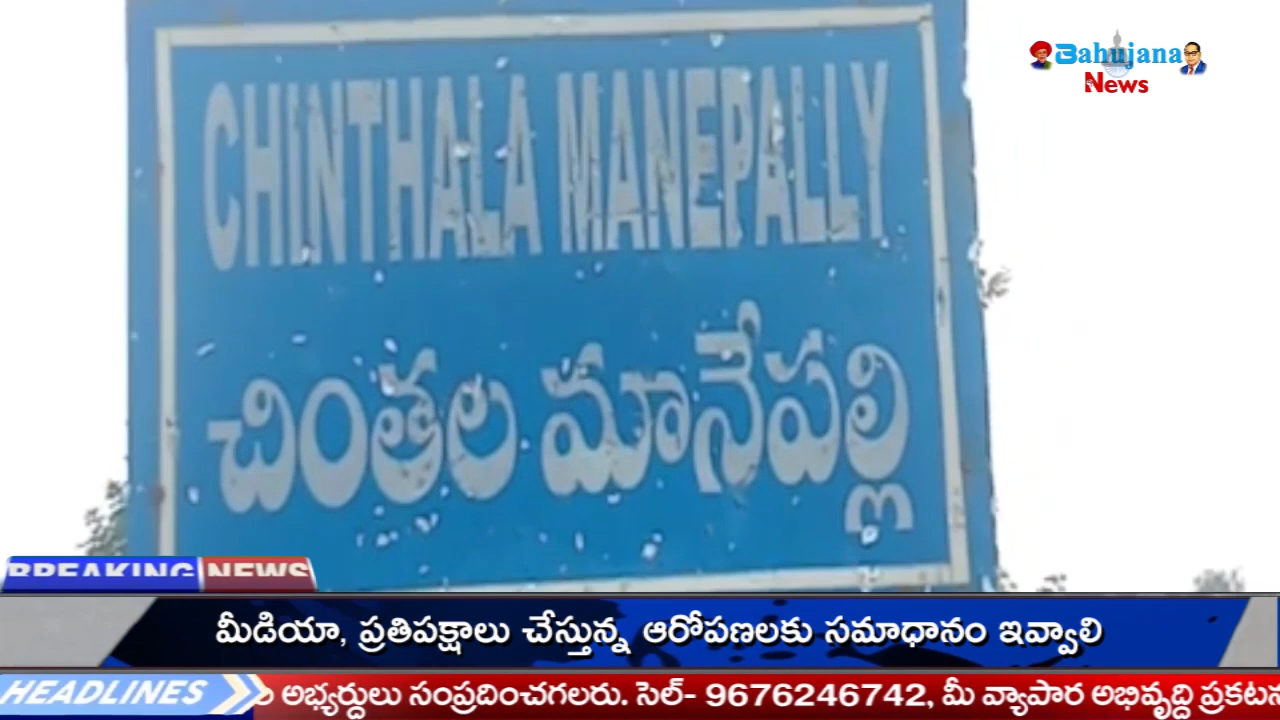 Bahujana
News
CHINTHALA MANEPALLY
చింతల మానేపల్లి
BREAKING NEWS
మీడియా, ప్రతిపక్షాలు చేస్తున్న ఆరోపణలకు సమాధానం ఇవ్వాలి
HEADLINES
అభ్యర్దులు సంప్రదించగలరు. సెల్- 9676246742, మీ వ్యాపార అభివృద్ది ప్రకటన